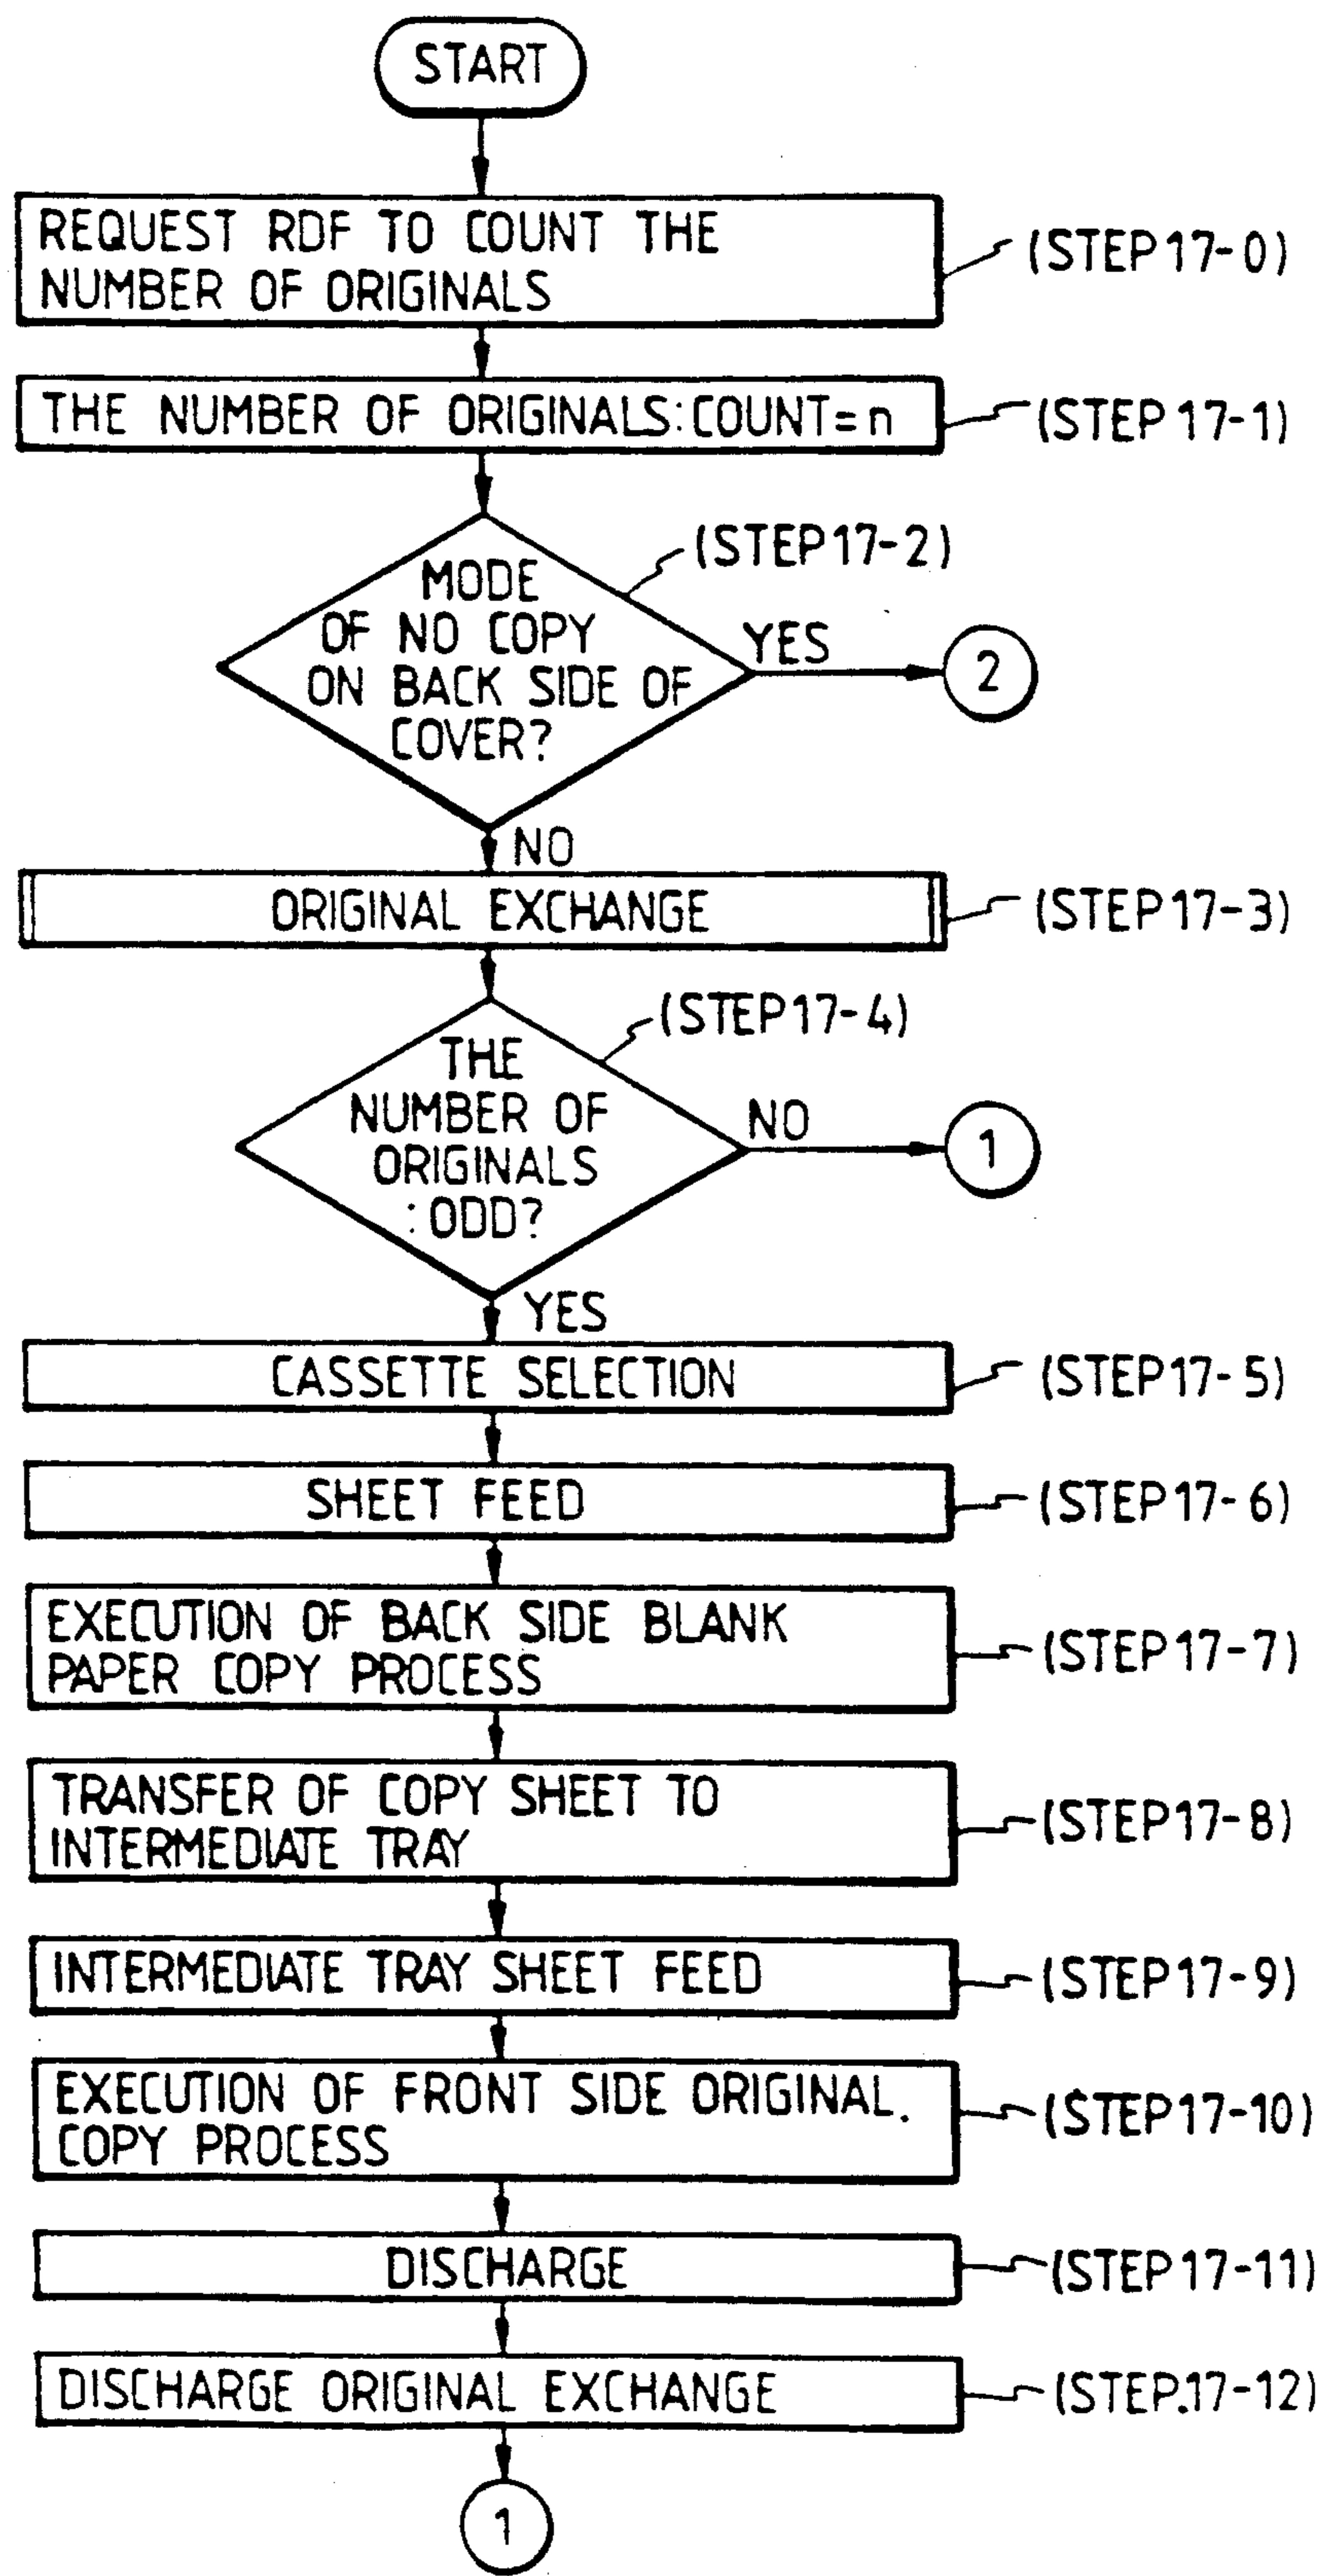 START
REQUEST RDF TO COUNT THE
NUMBER OF ORIGINALS
(STEP 17-0)
THE NUMBER OF ORIGINALS:COUNT=n
(STEP 17-1)
(STEP 17-2)
MODE
OF NO COPY
ON BACK SIDE OF
COVER?
YES
2
NO
ORIGINAL EXCHANGE
(STEP 17-3)
(STEP 17-4)
THE
NUMBER OF
ORIGINALS
:ODD?
NO
1
YES
CASSETTE SELECTION
(STEP 17-5)
SHEET FEED
(STEP 17-6)
EXECUTION OF BACK SIDE BLANK
PAPER COPY PROCESS
(STEP 17-7)
TRANSFER OF COPY SHEET TO
INTERMEDIATE TRAY
(STEP 17-8)
INTERMEDIATE TRAY SHEET FEED
(STEP 17-9)
EXECUTION OF FRONT SIDE ORIGINAL.
COPY PROCESS
(STEP 17-10)
DISCHARGE
(STEP 17-11)
DISCHARGE ORIGINAL EXCHANGE
(STEP.17-12)
1